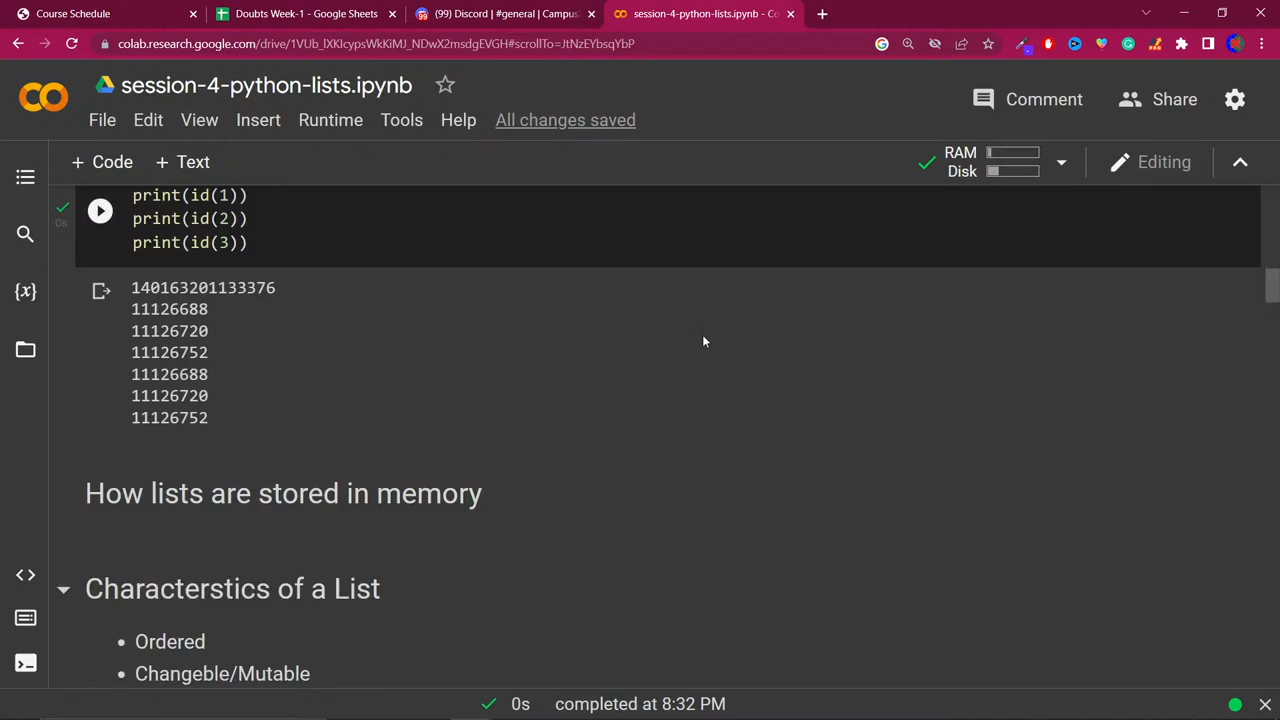 Course Schedule
Doubts Week-1 - Google Sheets
(99) Discord | #general | Campus
session-4-python-lists.ipynb - Co
colab.research.google.com/drive/1VUb_lXKIcypsWkKiMJ_NDwX2msdgEVGH#scrollTo=JtNzEYbsqYbP
session-4-python-lists.ipynb
Comment
Share
File Edit View Insert Runtime Tools Help All changes saved
+ Code + Text
RAM
Disk
Editing
print(id(1))
0s
print(id(2))
print(id(3))
140163201133376
11126688
11126720
11126752
11126688
11126720
11126752
How lists are stored in memory
Characterstics of a List
• Ordered
• Changeble/Mutable
0s completed at 8:32 PM